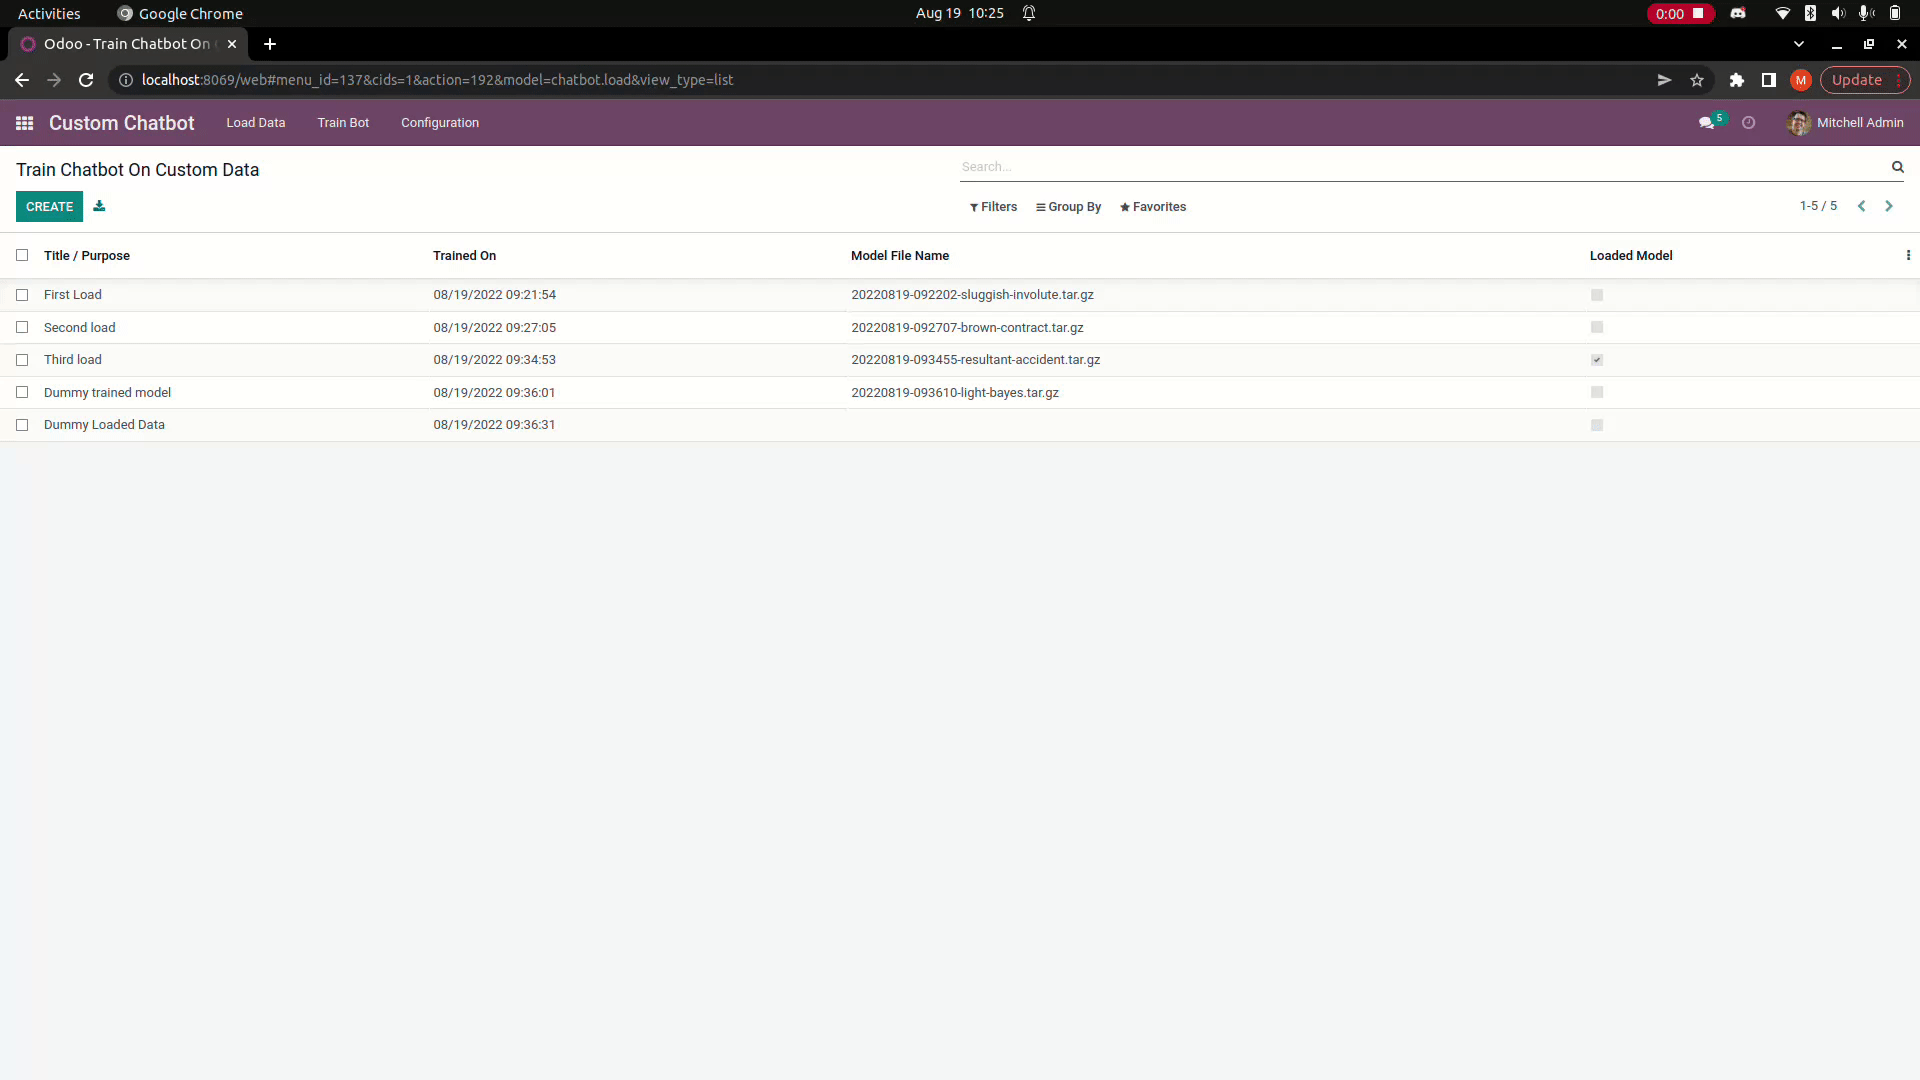 Activities Google Chrome Aug 19 10:25 0:00
Odoo - Train Chatbot On
localhost:8069/web#menu_id=137&cids=1&action=192&model=chatbot.load&view_type=list M Update
Custom Chatbot Load Data Train Bot Configuration 5 Mitchell Admin
Train Chatbot On Custom Data Search...
CREATE Filters Group By Favorites 1-5 / 5
Title / Purpose Trained On Model File Name Loaded Model
First Load 08/19/2022 09:21:54 20220819-092202-sluggish-involute.tar.gz
Second load 08/19/2022 09:27:05 20220819-092707-brown-contract.tar.gz
Third load 08/19/2022 09:34:53 20220819-093455-resultant-accident.tar.gz
Dummy trained model 08/19/2022 09:36:01 20220819-093610-light-bayes.tar.gz
Dummy Loaded Data 08/19/2022 09:36:31